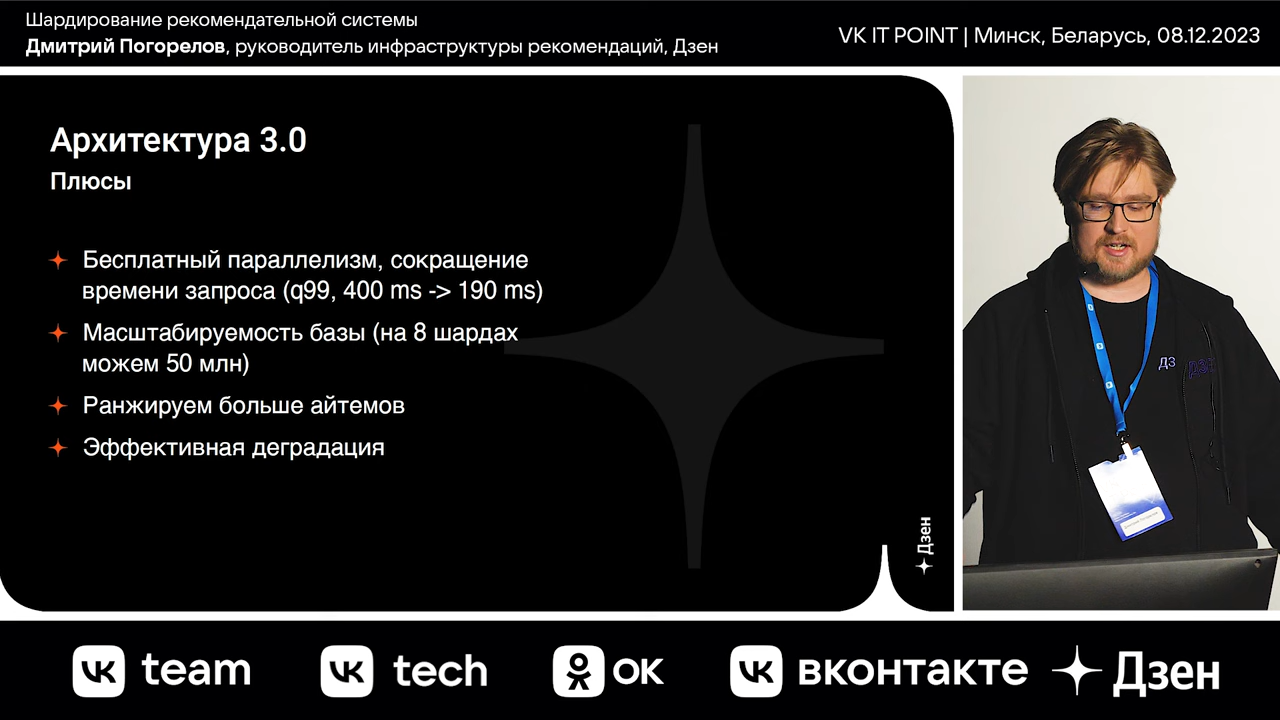 Шардирование рекомендательной системы
Дмитрий Погорелов, руководитель инфраструктуры рекомендаций, Дзен
VK IT POINT | Минск, Беларусь, 08.12.2023
Архитектура 3.0
Плюсы
Бесплатный параллелизм, сокращение
времени запроса (q99, 400 ms -> 190 ms)
Масштабируемость базы (на 8 шардах
можем 50 млн)
Ранжируем больше айтемов
Эффективная деградация
Дзен
ДЗ
team
tech
ок
вконтакте
Дзен